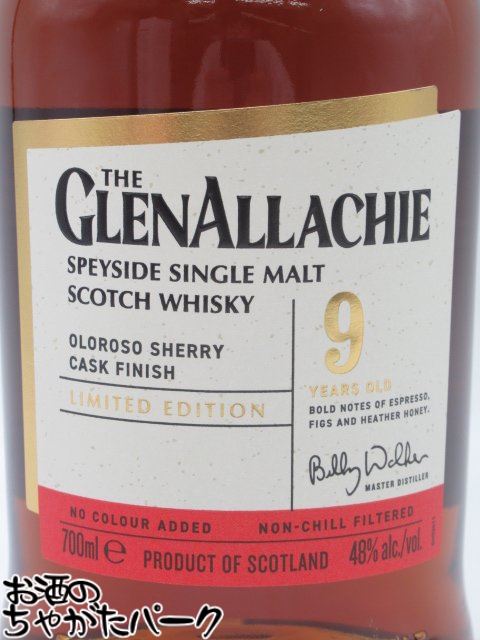 THE
GLENALLACHIE
SPEYSIDE SINGLE MALT
SCOTCH WHISKY
OLOROSO SHERRY
CASK FINISH
LIMITED EDITION
9
YEARS OLD
BOLD NOTES OF ESPRESSO,
FIGS AND HEATHER HONEY.
Billy Walker
MASTER DISTILLER
NO COLOUR ADDED NON-CHILL FILTERED
700ml e PRODUCT OF SCOTLAND 48% alc./vol.
お酒の
ちゃがたパーク